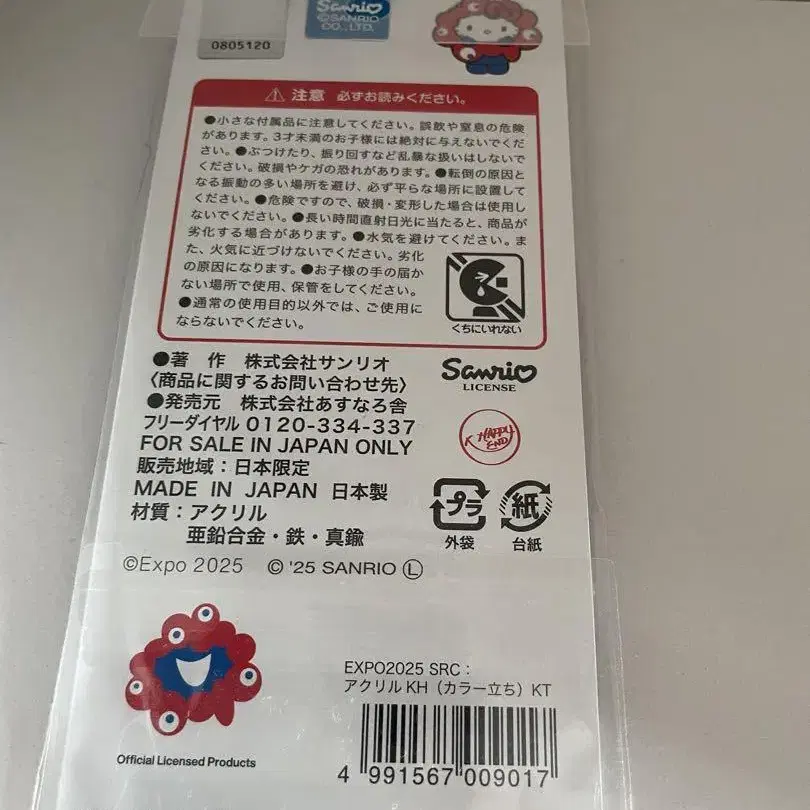 0805120
Sanrio
©SANRIO
CO.,LTD.
注意 必ずお読みください。
●小さな付属品に注意してください。誤飲や窒息の危険
があります。3才未満のお子様には絶対に与えないでくだ
さい。●ぶつけたり、振り回すなど乱暴な扱いはしないで
ください。破損やケガの恐れがあります。●転倒の原因と
なる振動の多い場所を避け、必ず平らな場所に設置して
ください。●危険ですので、破損・変形した場合は使用し
ないでください。●長い時間直射日光に当たると、商品が
劣化する場合があります。●水気を避けてください。ま
た、火気に近づけないでください。劣化
の原因になります。●お子様の手の届か
ない場所で使用、保管をしてください。
●通常の使用目的以外では、ご使用に
ならないでください。
くちにいれない
●著 作 株式会社サンリオ
〈商品に関するお問い合わせ先〉
●発売元 株式会社あすなろ舎
フリーダイヤル 0120-334-337
FOR SALE IN JAPAN ONLY
販売地域：日本限定
MADE IN JAPAN 日本製
材質：アクリル
亜鉛合金・鉄・真鍮
Sanrio
LICENSE
K HAPPY
END
プラ
外袋
紙
台紙
©Expo 2025 © '25 SANRIO Ⓛ
Official Licensed Products
EXPO2025 SRC：
アクリルKH（カラー立ち）KT
4 991567 009017